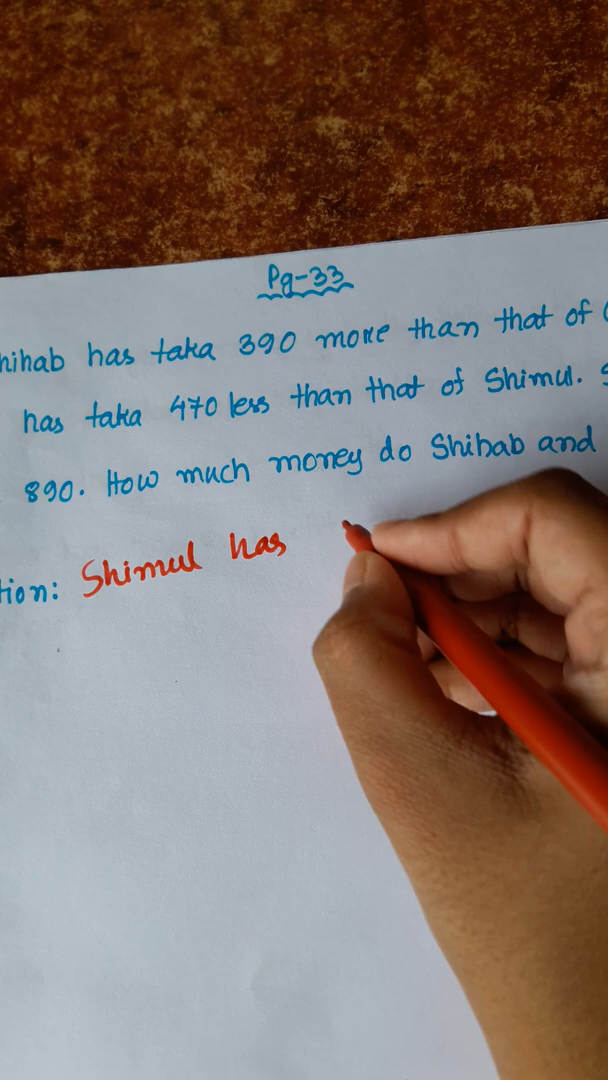 Pg-33
hihab has taka 390 more than that of
has taka 470 less than that of Shimul.
890. How much money do Shihab and
tion: Shimul has